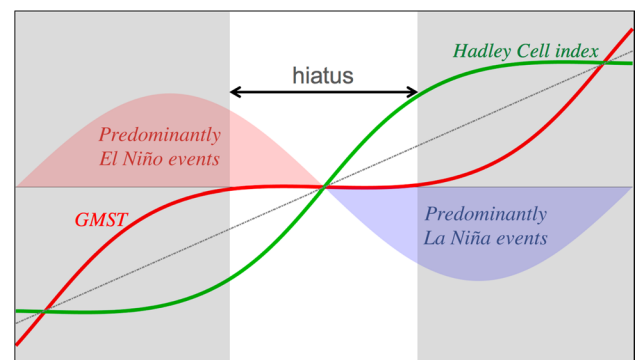 Hadley Cell index
hiatus
Predominantly
El Niño events
GMST
Predominantly
La Niña events